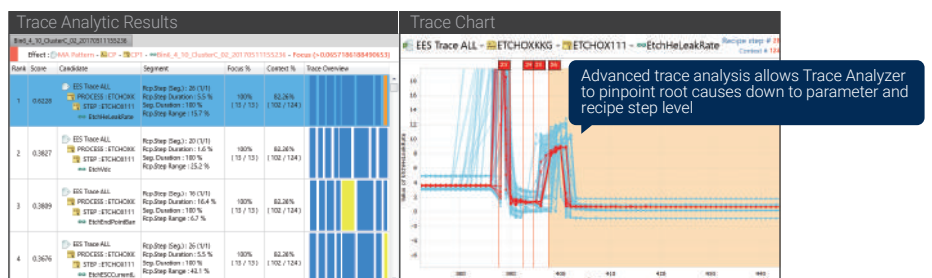 Trace Analytic Results
Trace Chart
Rank Score Candidate Segment Focus % Context % Trace Overview
1 0.6220
EES Trace ALL
PROCESS : ETCHOXK
STEP : ETCHO111
EtchHeLeakRate
Rcp.Step (Seg.) : 26 (1/1)
Rcp.Step Duration : 5.5 %
Seg. Duration : 100 %
Rcp.Step Range : 15.7 %
100%
( 13 / 13 )
82.26%
( 102 / 124 )
2 0.3827
EES Trace ALL
PROCESS : ETCHOXK
STEP : ETCHOX111
EtchVdc
Rcp.Step (Seg.) : 20 (1/1)
Rcp.Step Duration : 1.6 %
Seg. Duration : 100 %
Rcp.Step Range : 25.2 %
100%
( 13 / 13 )
82.26%
( 102 / 124 )
3 0.3809
EES Trace ALL
PROCESS : ETCHOXK
STEP : ETCHOX111
EtchEndPointBan
Rcp.Step (Seg.) : 16 (1/1)
Rcp.Step Duration : 16.4 %
Seg. Duration : 100 %
Rcp.Step Range : 6.7 %
100%
( 13 / 13 )
82.26%
( 102 / 124 )
4 0.3676
EES Trace ALL
PROCESS : ETCHOXK
STEP : ETCHOX111
EtchESCCurrentL
Rcp.Step (Seg.) : 26 (1/1)
Rcp.Step Duration : 5.5 %
Seg. Duration : 100 %
Rcp.Step Range : 42.1 %
100%
( 13 / 13 )
82.26%
( 102 / 124 )
EES Trace ALL - ETCHOXKKG - ETCHOX111 - EtchHeLeakRate
Advanced trace analysis allows Trace Analyzer
to pinpoint root causes down to parameter and
recipe step level
Value of EtchHeLeakRate